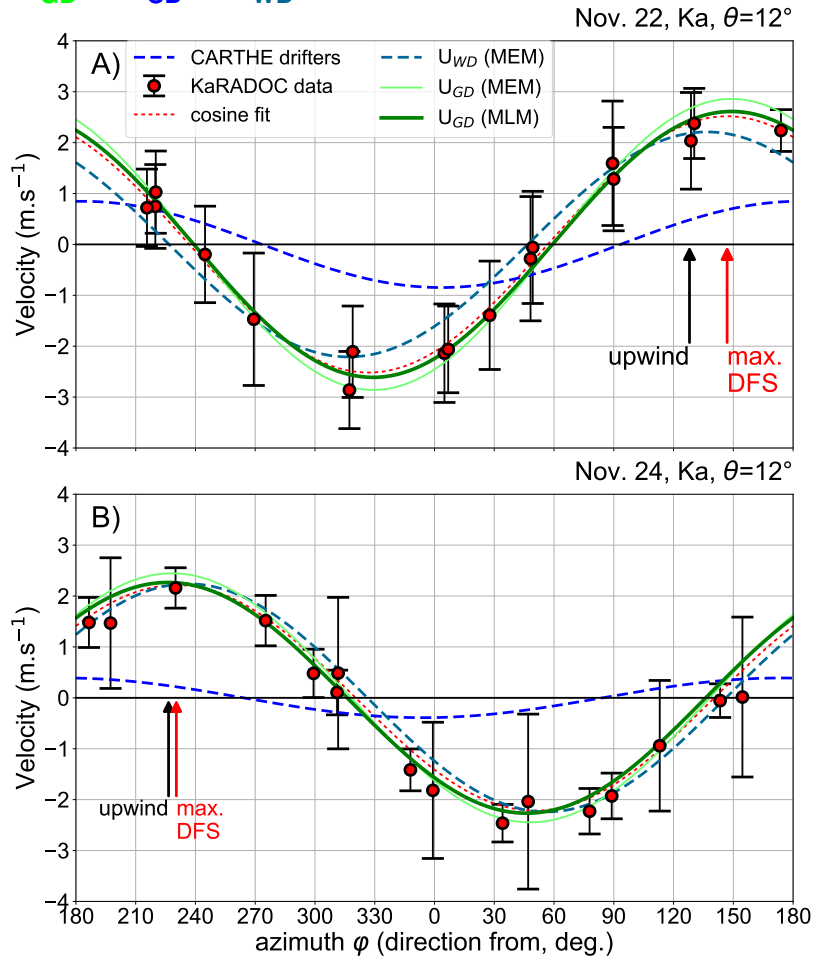 GD GD WD
Nov. 22, Ka, θ=12°
A)
CARTHE drifters
KaRADOC data
cosine fit
U_WD (MEM)
U_GD (MEM)
U_GD (MLM)
Velocity (m.s⁻¹)
4
3
2
1
0
−1
−2
−3
−4
upwind
max.
DFS
Nov. 24, Ka, θ=12°
B)
Velocity (m.s⁻¹)
4
3
2
1
0
−1
−2
−3
−4
upwind
max.
DFS
180 210 240 270 300 330 0 30 60 90 120 150 180
azimuth φ (direction from, deg.)